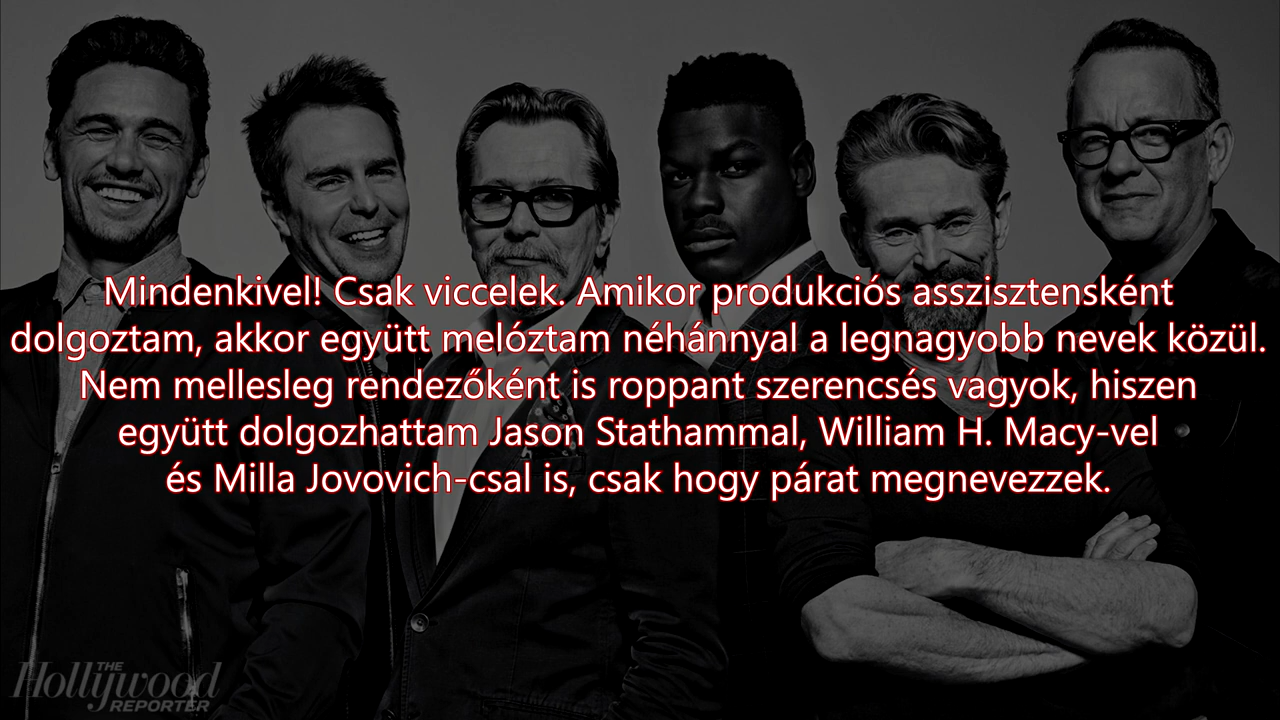 Mindenkivel! Csak viccelek. Amikor produkciós asszisztensként
dolgoztam, akkor együtt melóztam néhánnyal a legnagyobb nevek közül.
Nem mellesleg rendezőként is roppant szerencsés vagyok, hiszen
együtt dolgozhattam Jason Stathammal, William H. Macy-vel
és Milla Jovovich-csal is, csak hogy párat megnevezzek.
THE
Hollywood
REPORTER